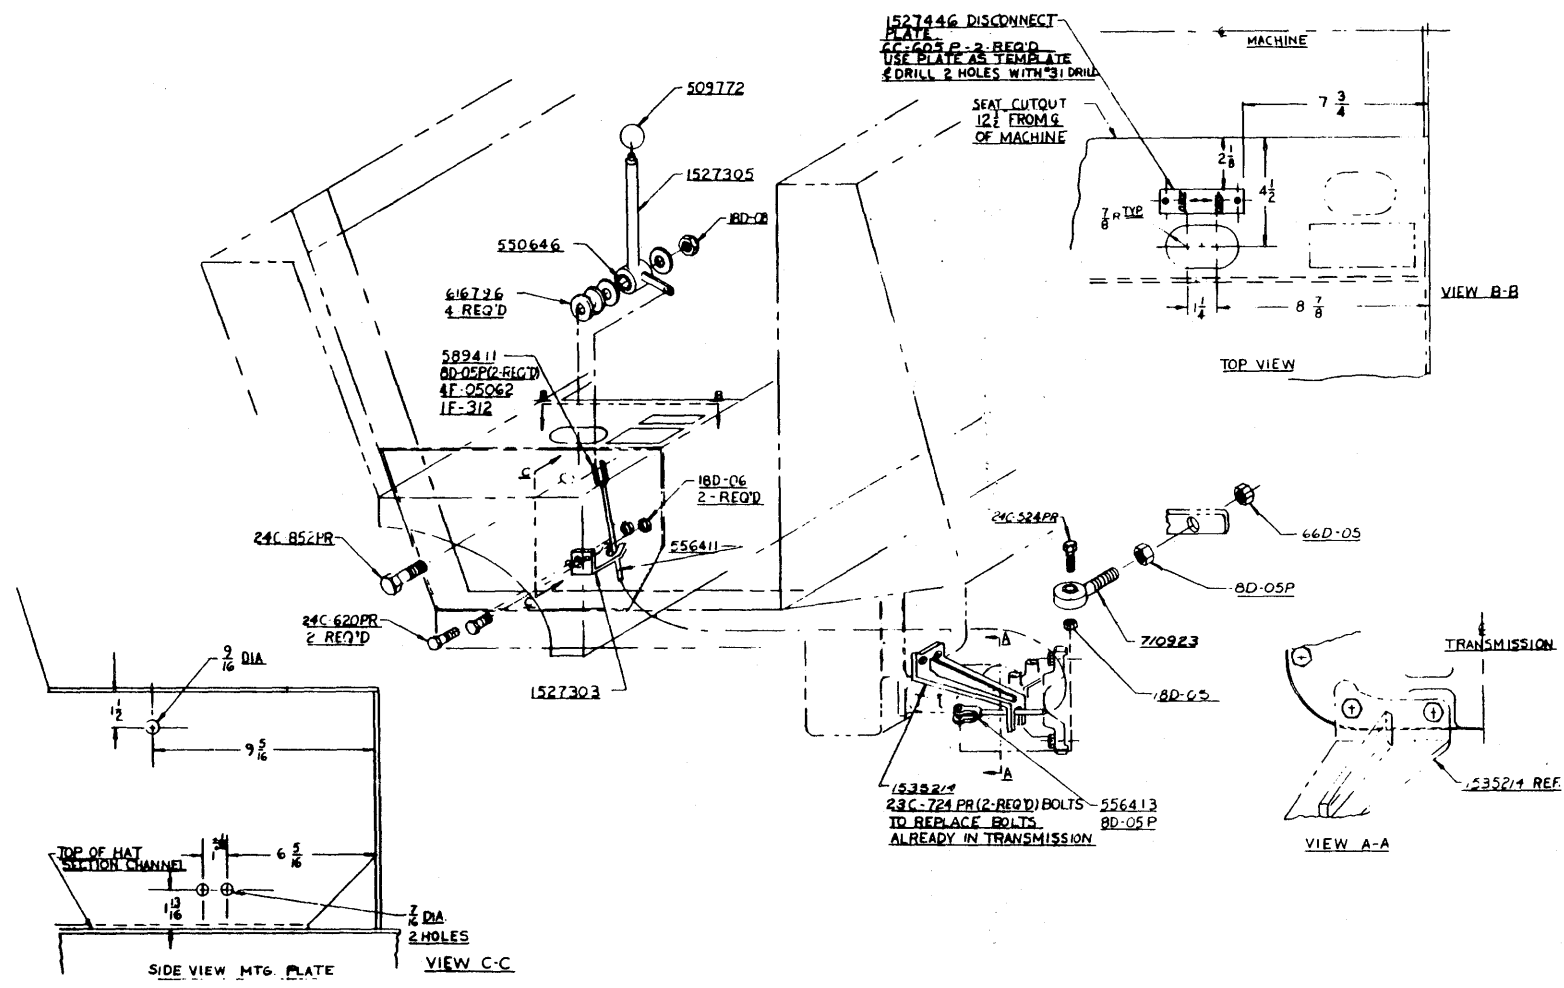 1527446 DISCONNECT
PLATE
6C-605 P-2-REQ'D
USE PLATE AS TEMPLATE
& DRILL 2 HOLES WITH #31 DRILL
℄ MACHINE
SEAT CUTOUT
12 1/2 FROM ℄
OF MACHINE
7 3/4
2 1/8
4 1/2
7/8 R TYP
1 1/4
8 7/8
VIEW B-B
TOP VIEW
509772
1527305
18D-08
550646
616796
4 REQ'D
589411
8D-05P(2-REQ'D)
4F-05062
1F-312
B
B
C
C
18D-06
2-REQ'D
556411
24C-852PR
24C-620PR
2 REQ'D
1527303
24C-524PR
66D-05
8D-05P
710923
18D-05
A
A
1535214
23C-724 PR(2-REQ'D) BOLTS
TO REPLACE BOLTS
ALREADY IN TRANSMISSION
556413
8D-05P
℄
TRANSMISSION
1535214 REF.
VIEW A-A
9/16 DIA
1 1/2
9 5/16
TOP OF HAT
SECTION CHANNEL
1
6 5/16
1 13/16
7/16 DIA.
2 HOLES
SIDE VIEW MTG. PLATE
VIEW C-C